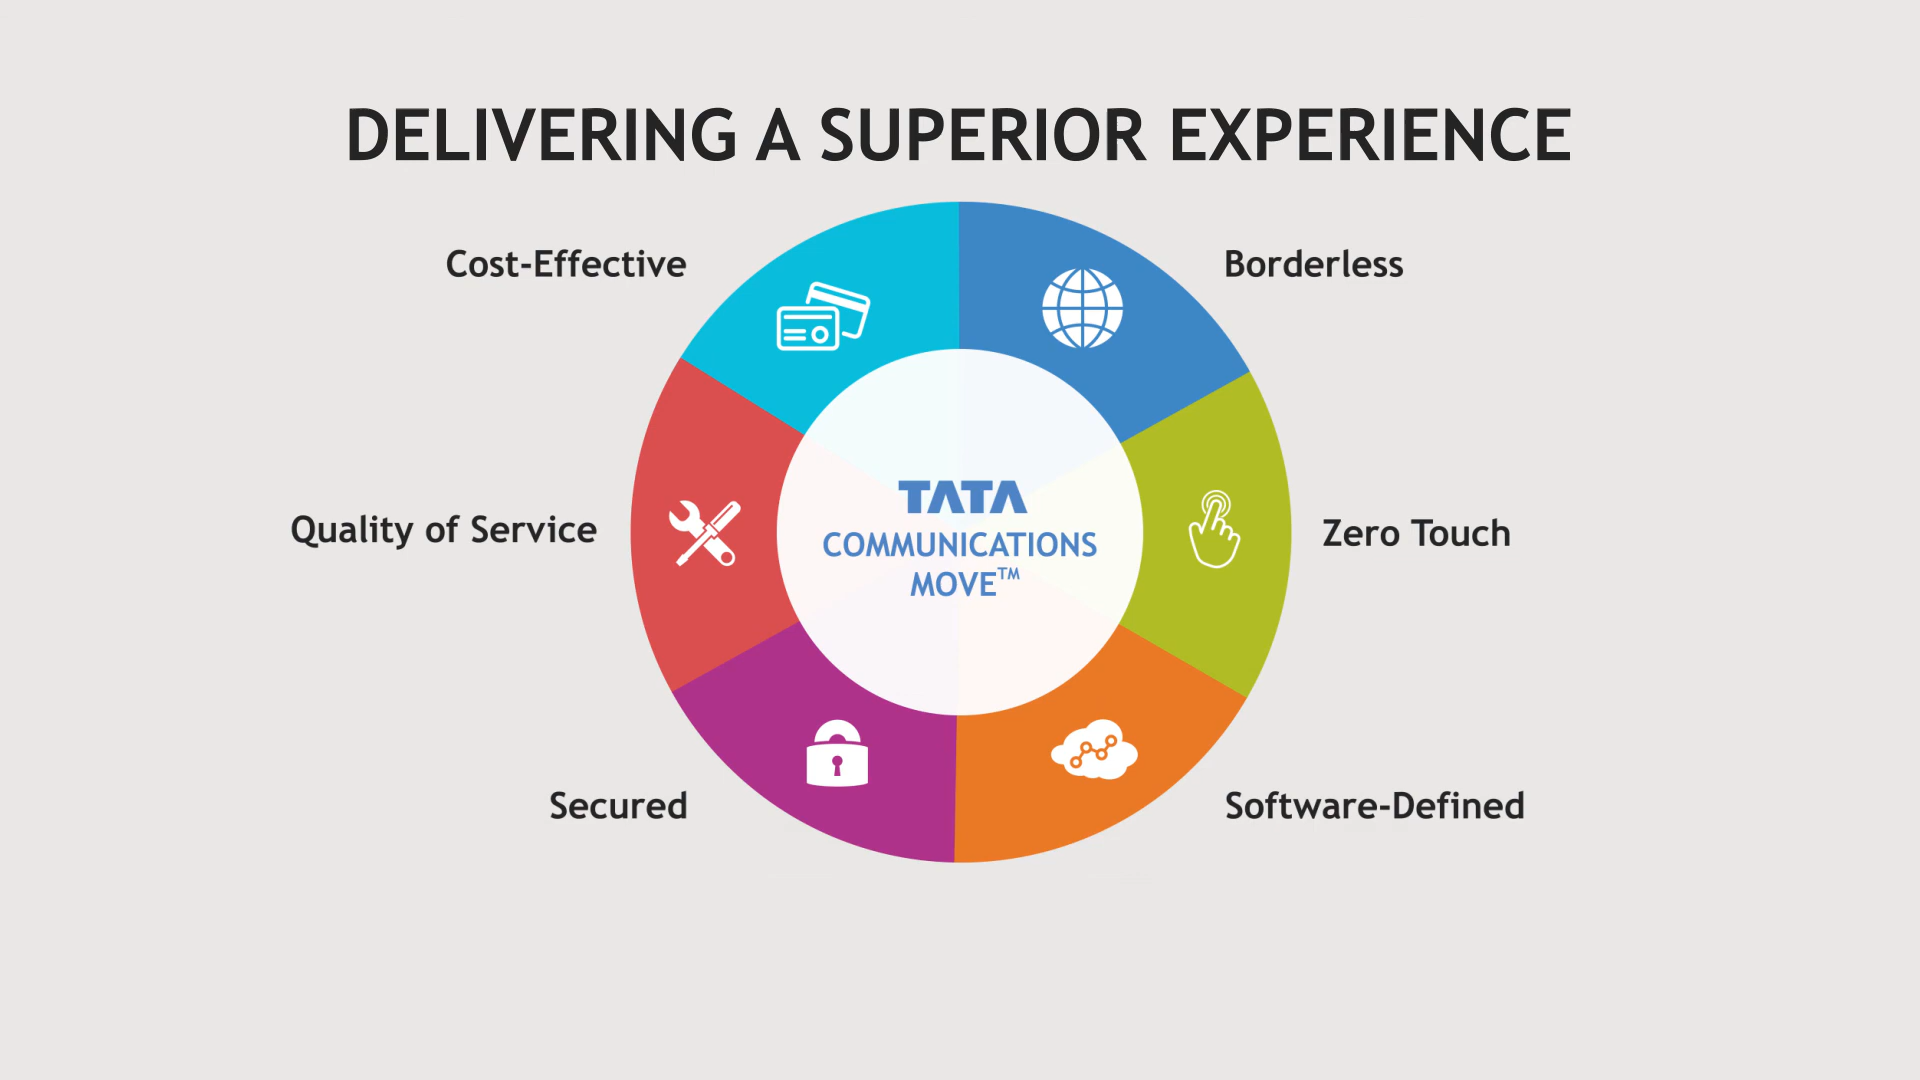 DELIVERING A SUPERIOR EXPERIENCE
Cost-Effective
Borderless
TATA
COMMUNICATIONS
MOVE™
Quality of Service
Zero Touch
Secured
Software-Defined